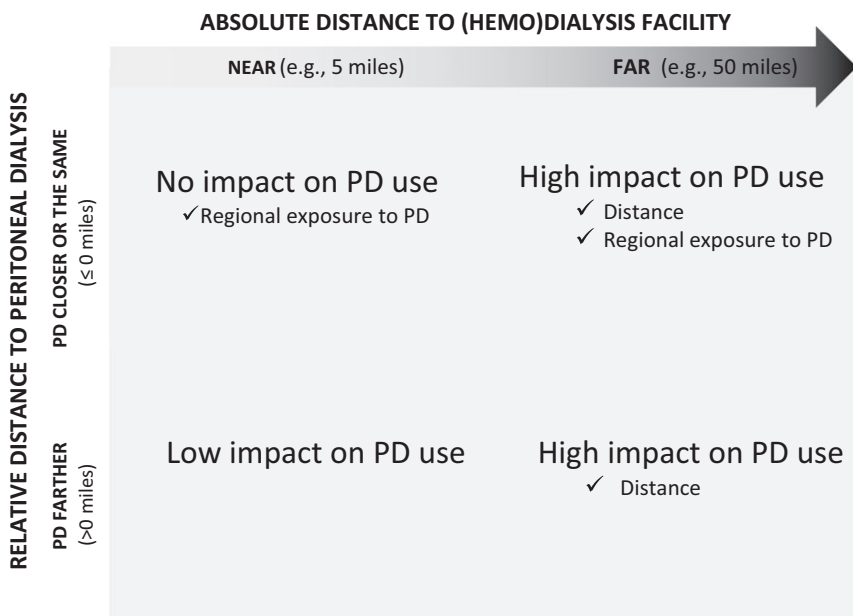 ABSOLUTE DISTANCE TO (HEMO)DIALYSIS FACILITY
NEAR (e.g., 5 miles)
FAR (e.g., 50 miles)
RELATIVE DISTANCE TO PERITONEAL DIALYSIS
PD CLOSER OR THE SAME
(≤ 0 miles)
No impact on PD use
✓Regional exposure to PD
High impact on PD use
✓ Distance
✓ Regional exposure to PD
PD FARTHER
(>0 miles)
Low impact on PD use
High impact on PD use
✓ Distance